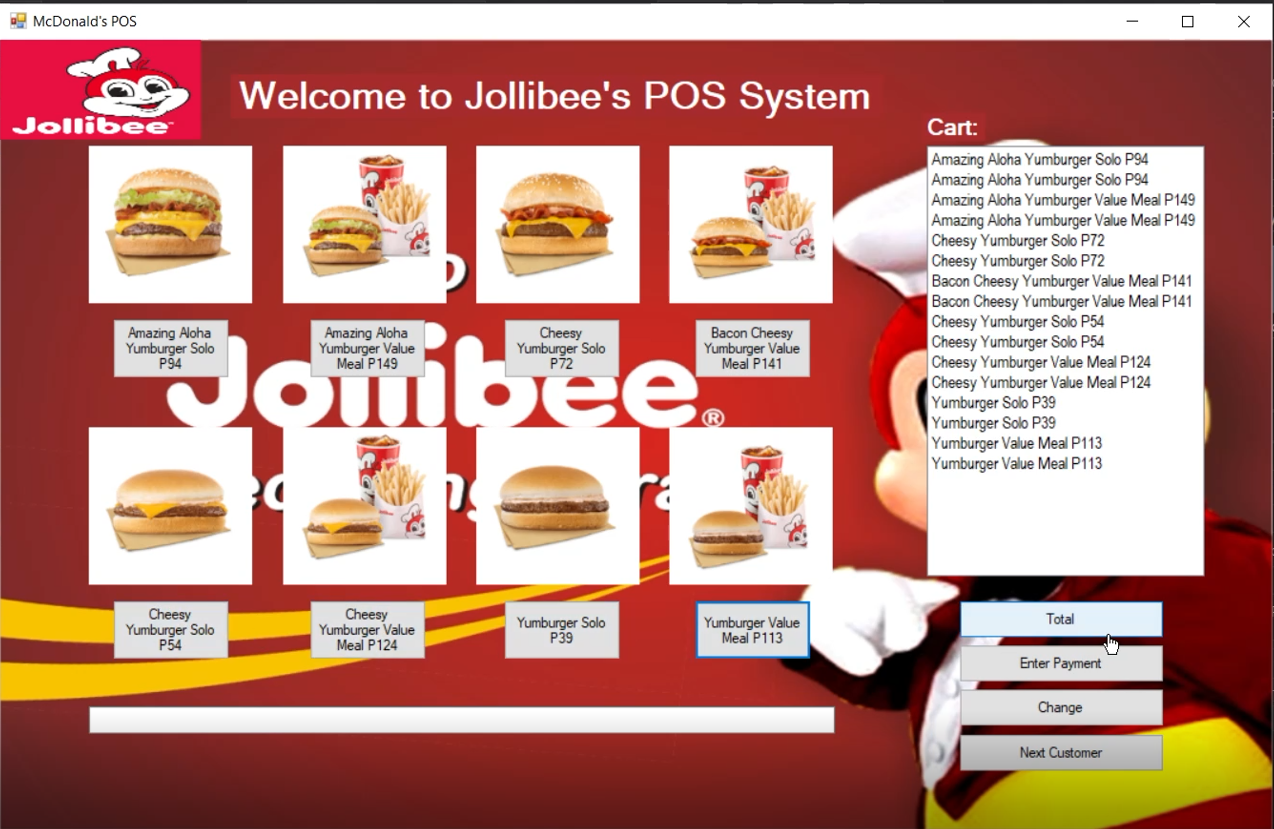 McDonald's POS
Jollibee™
Welcome to Jollibee's POS System
Cart:
Amazing Aloha Yumburger Solo P94
Amazing Aloha Yumburger Solo P94
Amazing Aloha Yumburger Value Meal P149
Amazing Aloha Yumburger Value Meal P149
Cheesy Yumburger Solo P72
Cheesy Yumburger Solo P72
Bacon Cheesy Yumburger Value Meal P141
Bacon Cheesy Yumburger Value Meal P141
Cheesy Yumburger Solo P54
Cheesy Yumburger Solo P54
Cheesy Yumburger Value Meal P124
Cheesy Yumburger Value Meal P124
Yumburger Solo P39
Yumburger Solo P39
Yumburger Value Meal P113
Yumburger Value Meal P113
Amazing Aloha
Yumburger Solo
P94
Amazing Aloha
Yumburger Value
Meal P149
Cheesy
Yumburger Solo
P72
Bacon Cheesy
Yumburger Value
Meal P141
Jollibee®
Cheesy
Yumburger Solo
P54
Cheesy
Yumburger Value
Meal P124
Yumburger Solo
P39
Yumburger Value
Meal P113
Total
Enter Payment
Change
Next Customer